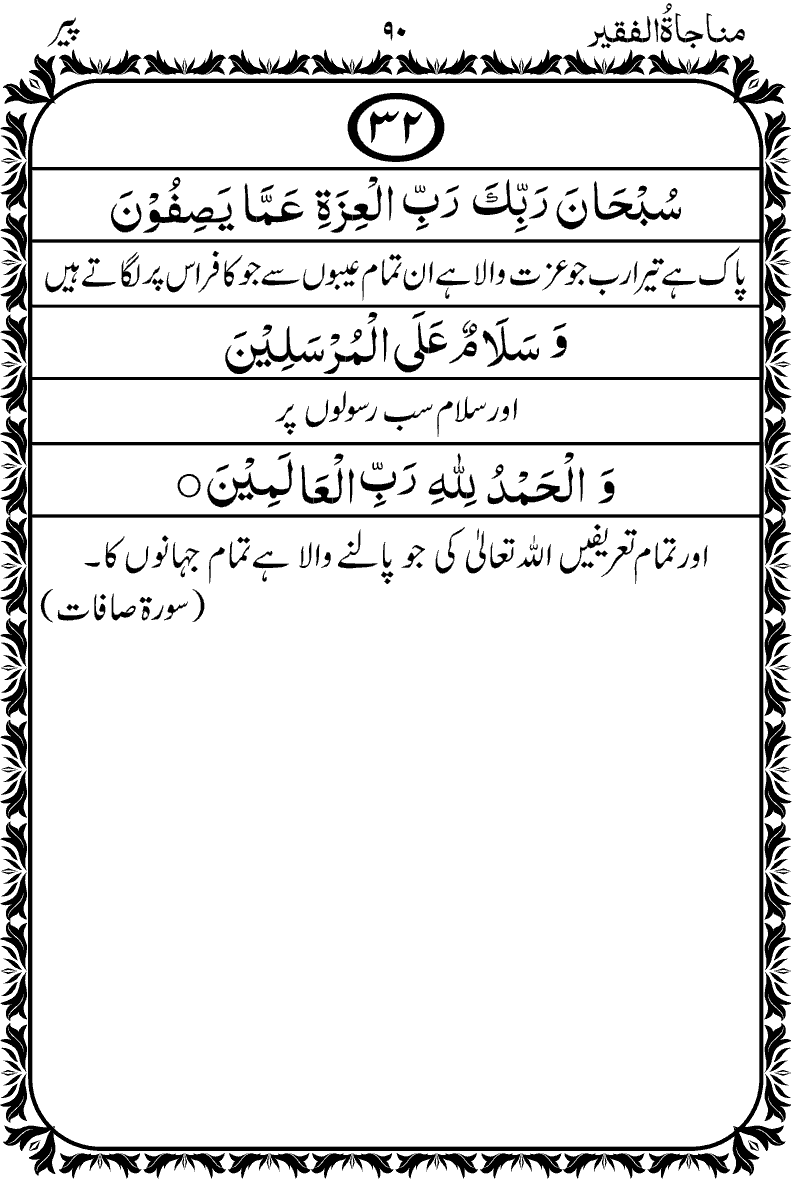 مناجاۃُالفقیر ۹۰ پیر
۳۲
سُبْحَانَ رَبِّكَ رَبِّ الْعِزَةِ عَمَّا يَصِفُوْنَ
پاک ہے تیرا رب جو عزت والا ہے ان تمام عیبوں سے جو کافر اس پر لگاتے ہیں
وَ سَلَامٌ عَلَى الْمُرْسَلِيْنَ
اور سلام سب رسولوں پر
وَ الْحَمْدُ لِلّٰهِ رَبِّ الْعَالَمِيْنَ ○
اور تمام تعریفیں اللہ تعالیٰ کی جو پالنے والا ہے تمام جہانوں کا۔
(سورۃ صافات)